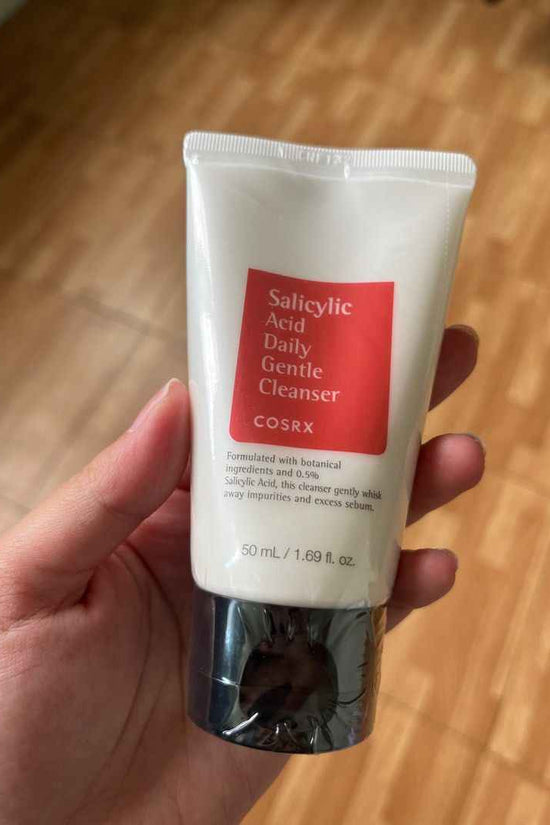 Salicylic
Acid
Daily
Gentle
Cleanser
COSRX
Formulated with botanical
ingredients and 0.5%
Salicylic Acid, this cleanser gently whisk
away impurities and excess sebum.
50 mL / 1.69 fl. oz.